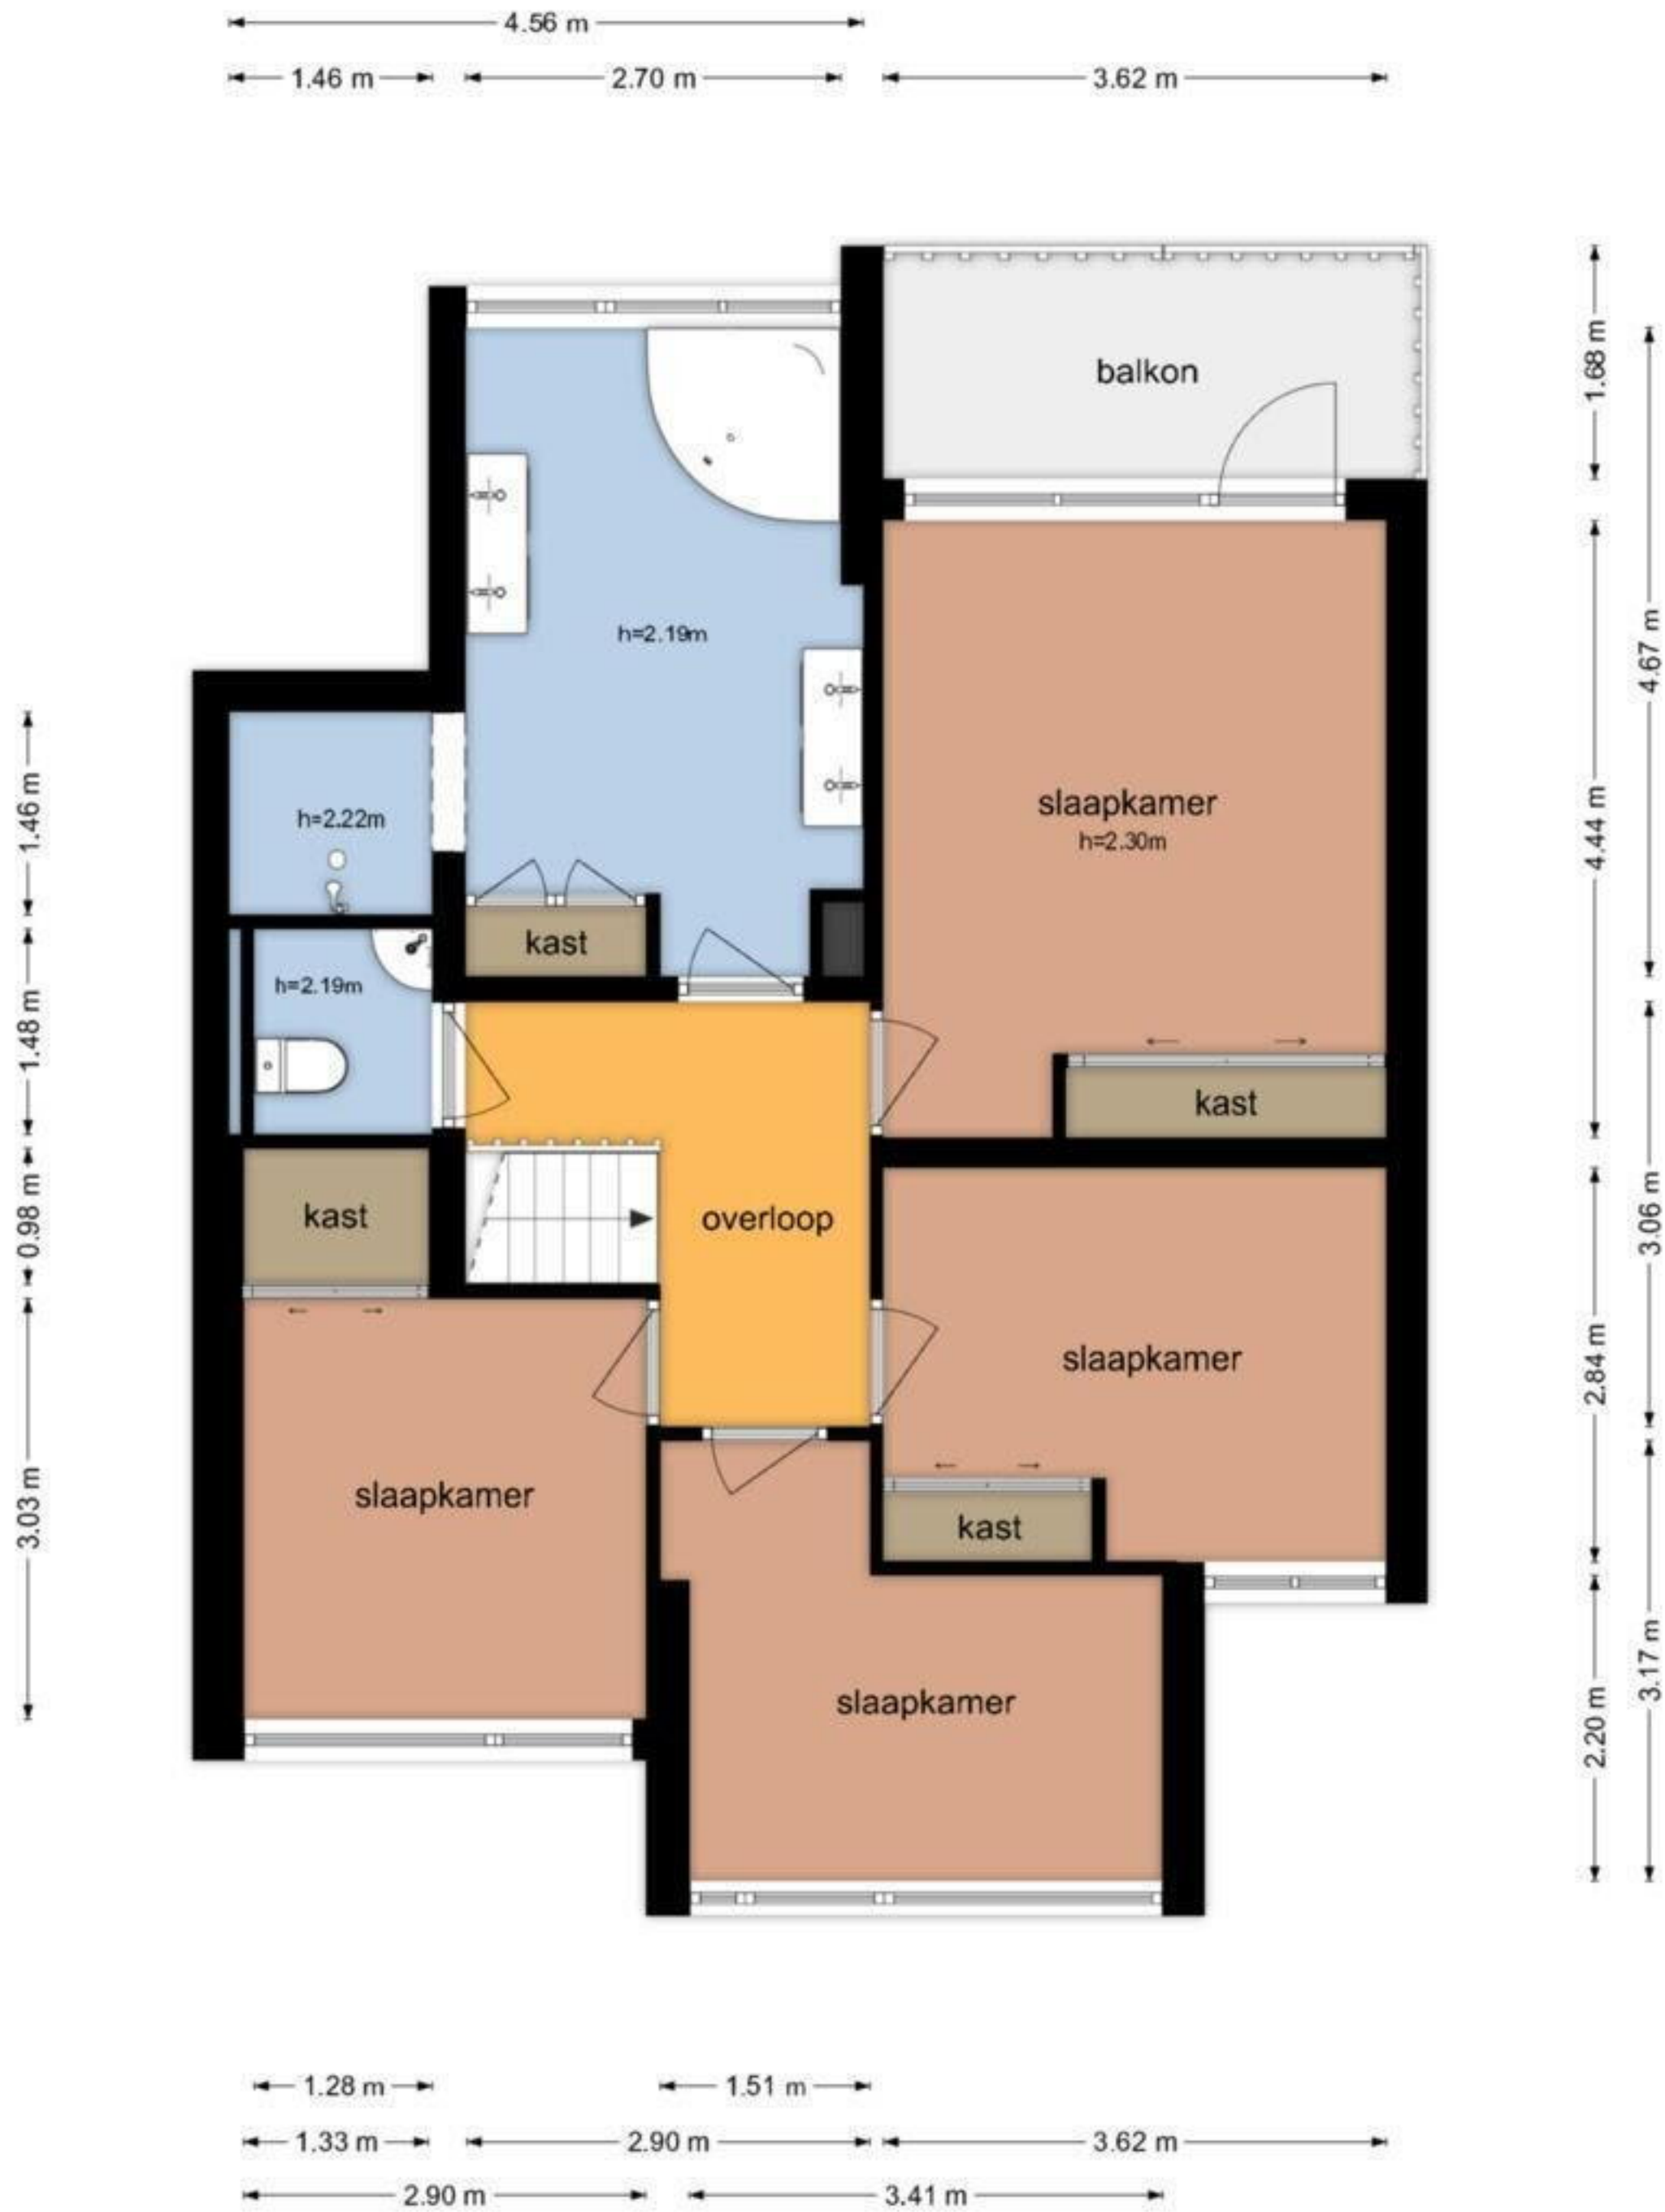 4.56 m
1.46 m
2.70 m
3.62 m
balkon
1.68 m
h=2.19m
4.67 m
slaapkamer
h=2.30m
4.44 m
1.46 m
h=2.22m
kast
h=2.19m
1.48 m
kast
kast
0.98 m
overloop
3.06 m
slaapkamer
2.84 m
slaapkamer
3.03 m
kast
slaapkamer
2.20 m
3.17 m
1.28 m
1.51 m
1.33 m
2.90 m
3.62 m
2.90 m
3.41 m